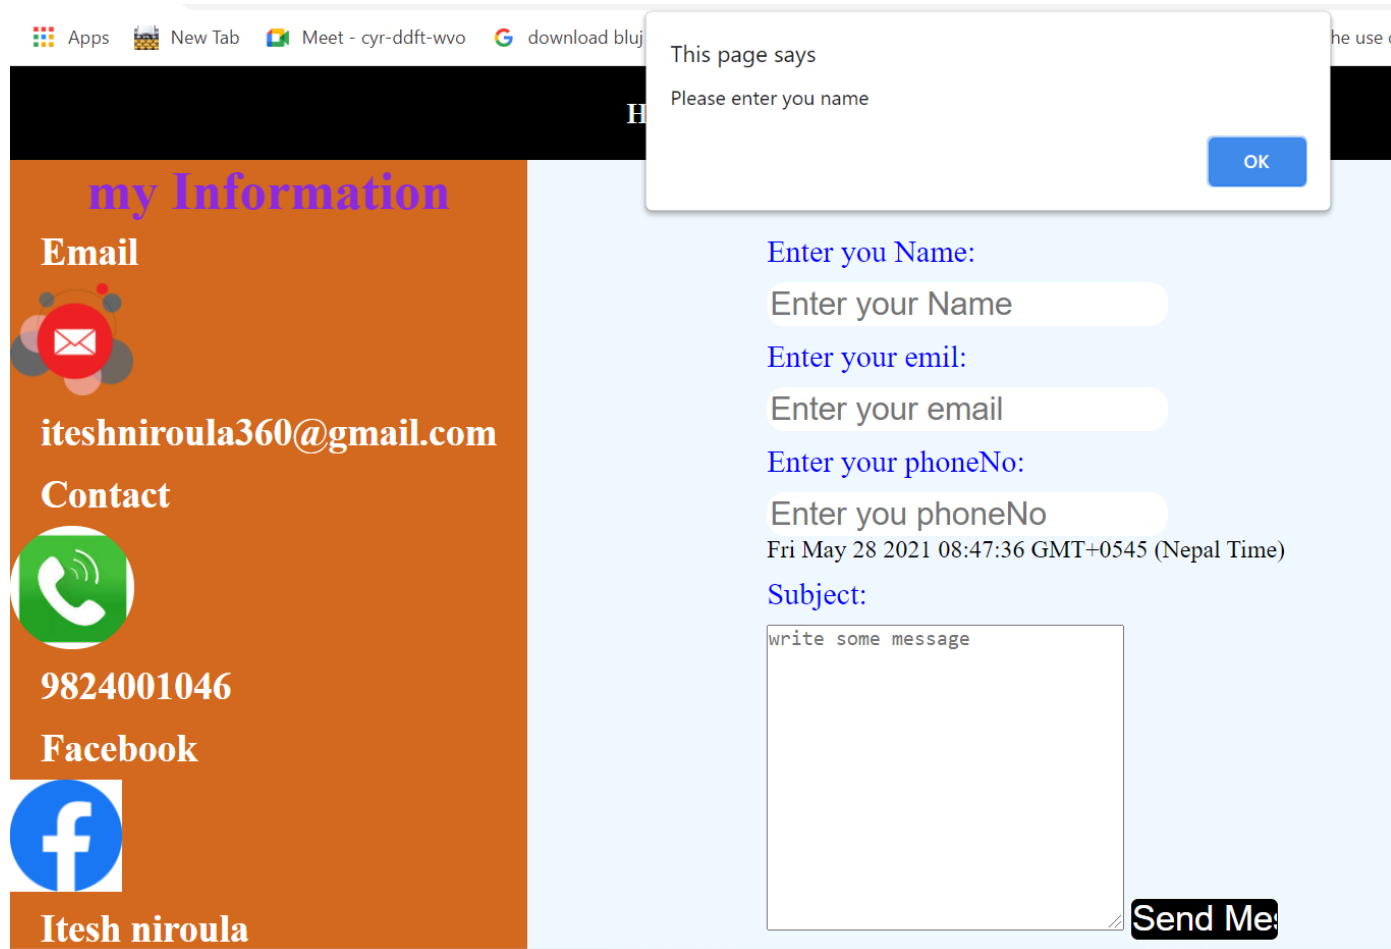 Apps New Tab Meet - cyr-ddft-wvo download bluj
he use
This page says
Please enter you name
OK
H
my Information
Email
iteshniroula360@gmail.com
Contact
9824001046
Facebook
Itesh niroula
Enter you Name:
Enter your Name
Enter your emil:
Enter your email
Enter your phoneNo:
Enter you phoneNo
Fri May 28 2021 08:47:36 GMT+0545 (Nepal Time)
Subject:
write some message
Send Mes